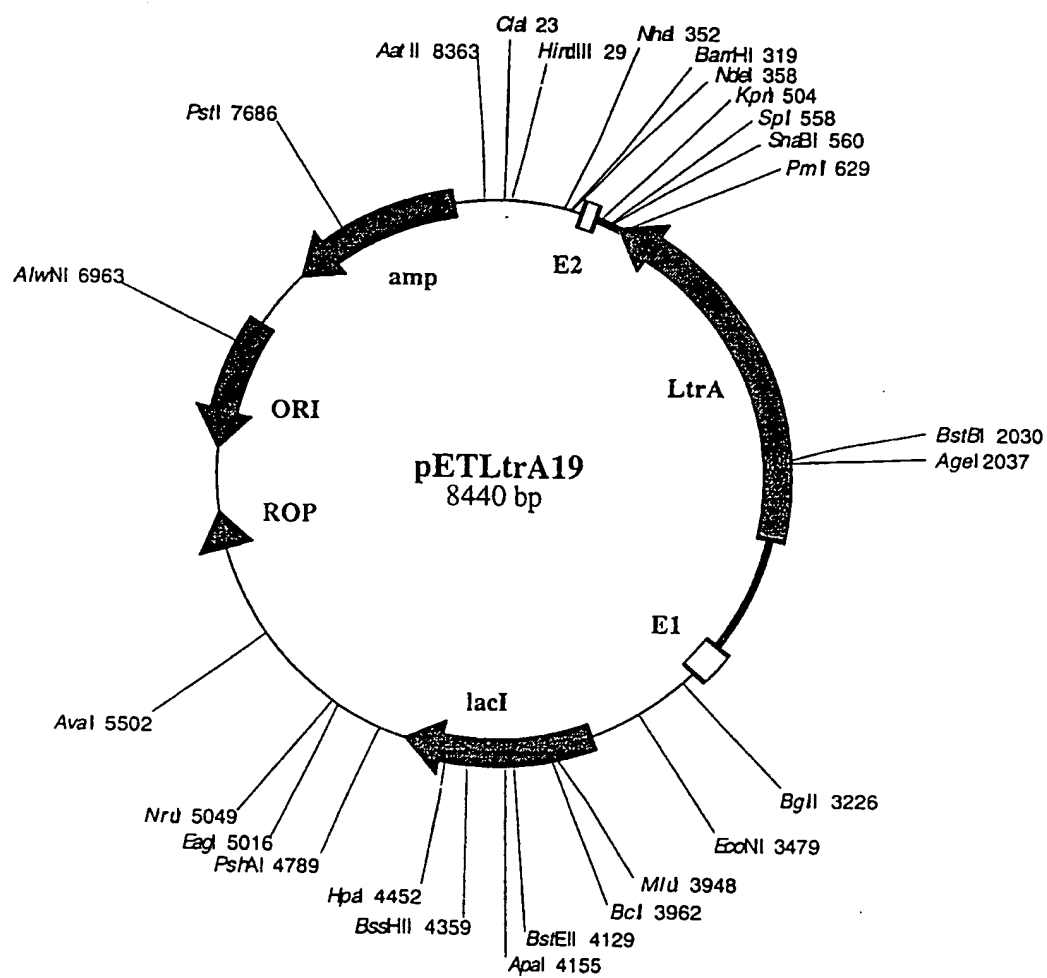 ClaI 23
NheI 352
HindIII 29
BamHI 319
AatII 8363
NdeI 358
KpnI 504
PstI 7686
SplI 558
SnaBI 560
PmlI 629
E2
amp
AlwNI 6963
LtrA
ORI
BstBI 2030
AgeI 2037
pETLtrA19
8440 bp
ROP
E1
lacI
AvaI 5502
BglII 3226
NruI 5049
EagI 5016
EcoNI 3479
PshAI 4789
MluI 3948
HpaI 4452
BclI 3962
BssHII 4359
BstEII 4129
ApaI 4155